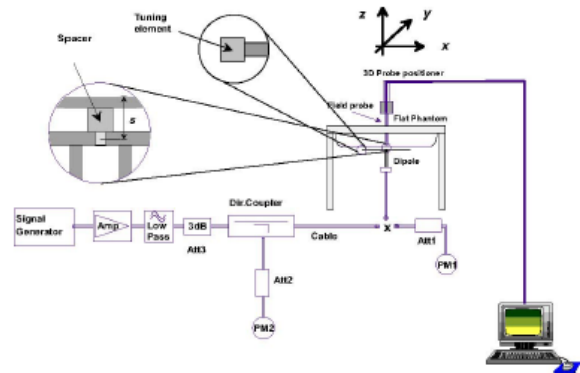 Tuning
element
Spacer
s
z
y
x
3D Probe positioner
Field probe
Flat Phantom
Dipole
Signal
Generator
Amp
Low
Pass
3dB
Att3
Dir.Coupler
Cable
x
Att1
PM1
Att2
PM2